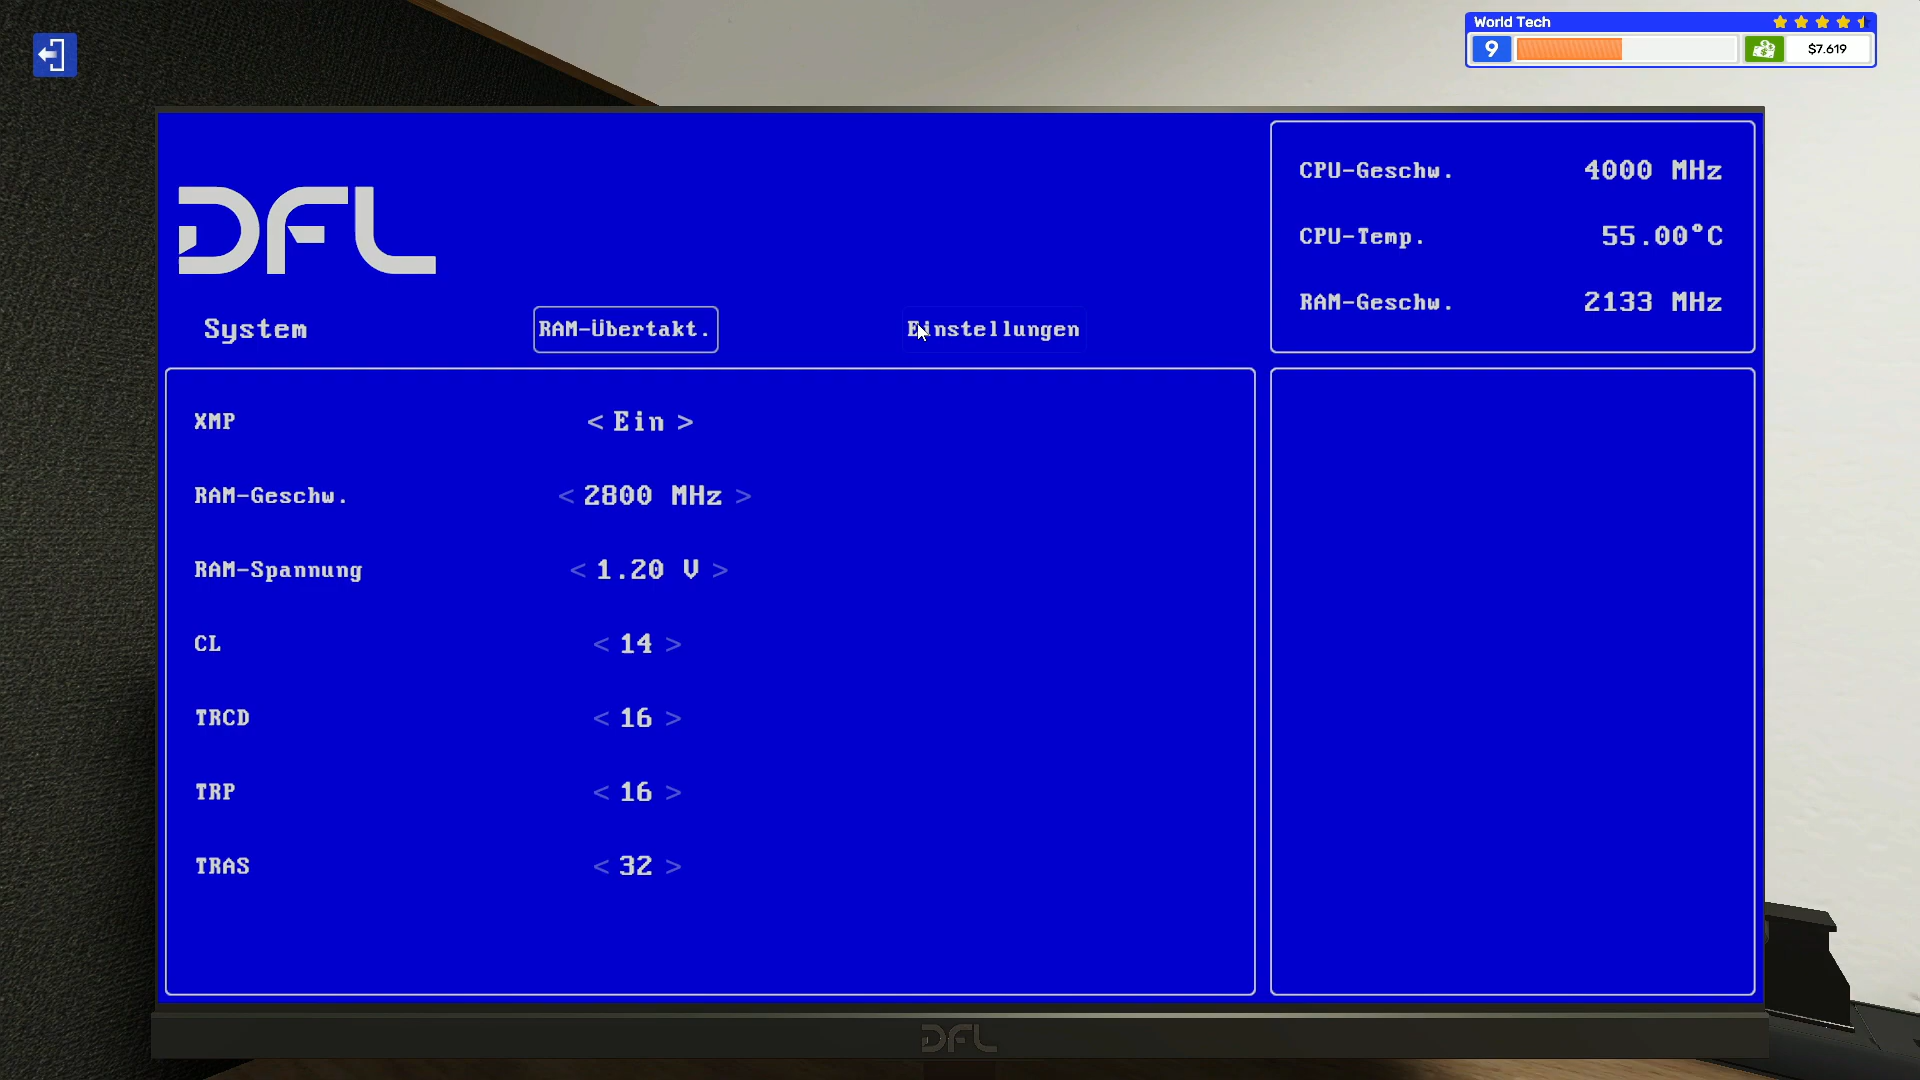 World Tech
9
$7.619
DFL
CPU-Geschw. 4000 MHz
CPU-Temp. 55.00°C
RAM-Geschw. 2133 MHz
System RAM-Übertakt. Einstellungen
XMP < Ein >
RAM-Geschw. < 2800 MHz >
RAM-Spannung < 1.20 V >
CL < 14 >
TRCD < 16 >
TRP < 16 >
TRAS < 32 >
DFL